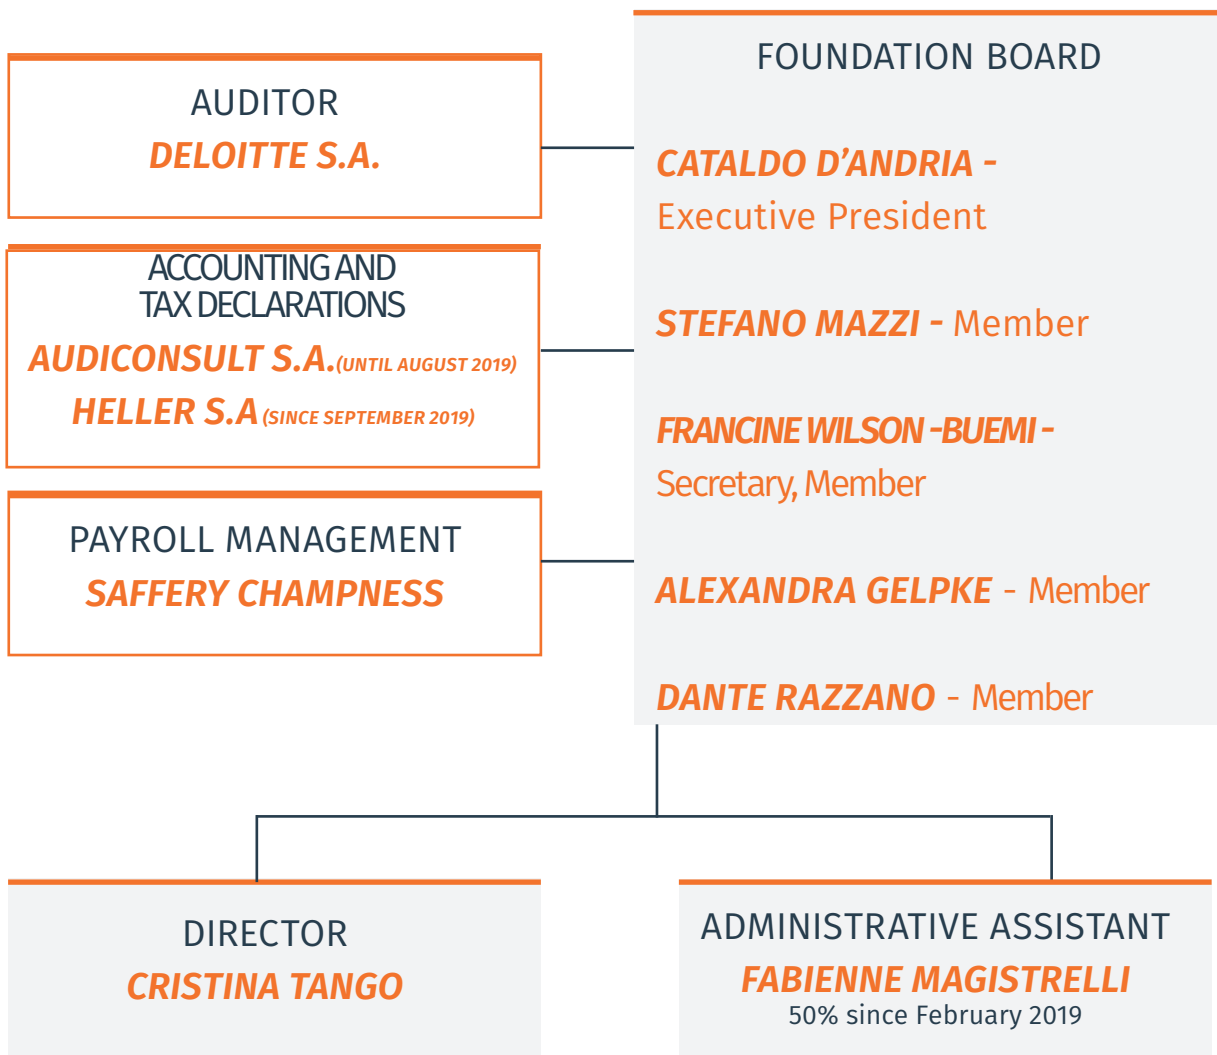 AUDITOR
DELOITTE S.A.
ACCOUNTING AND
TAX DECLARATIONS
AUDICONSULT S.A.(UNTIL AUGUST 2019)
HELLER S.A (SINCE SEPTEMBER 2019)
PAYROLL MANAGEMENT
SAFFERY CHAMPNESS
FOUNDATION BOARD
CATALDO D’ANDRIA -
Executive President
STEFANO MAZZI - Member
FRANCINE WILSON -BUEMI -
Secretary, Member
ALEXANDRA GELPKE - Member
DANTE RAZZANO - Member
DIRECTOR
CRISTINA TANGO
ADMINISTRATIVE ASSISTANT
FABIENNE MAGISTRELLI
50% since February 2019